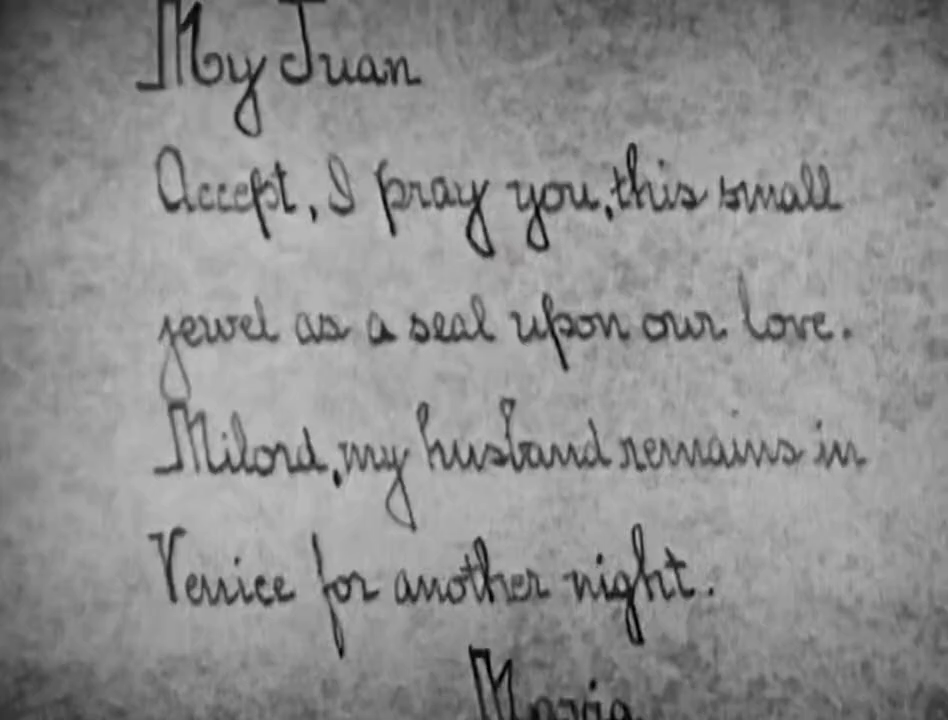 My Juan
Accept, I pray you, this small
jewel as a seal upon our love.
Milord, my husband remains in
Venice for another night.
Maria